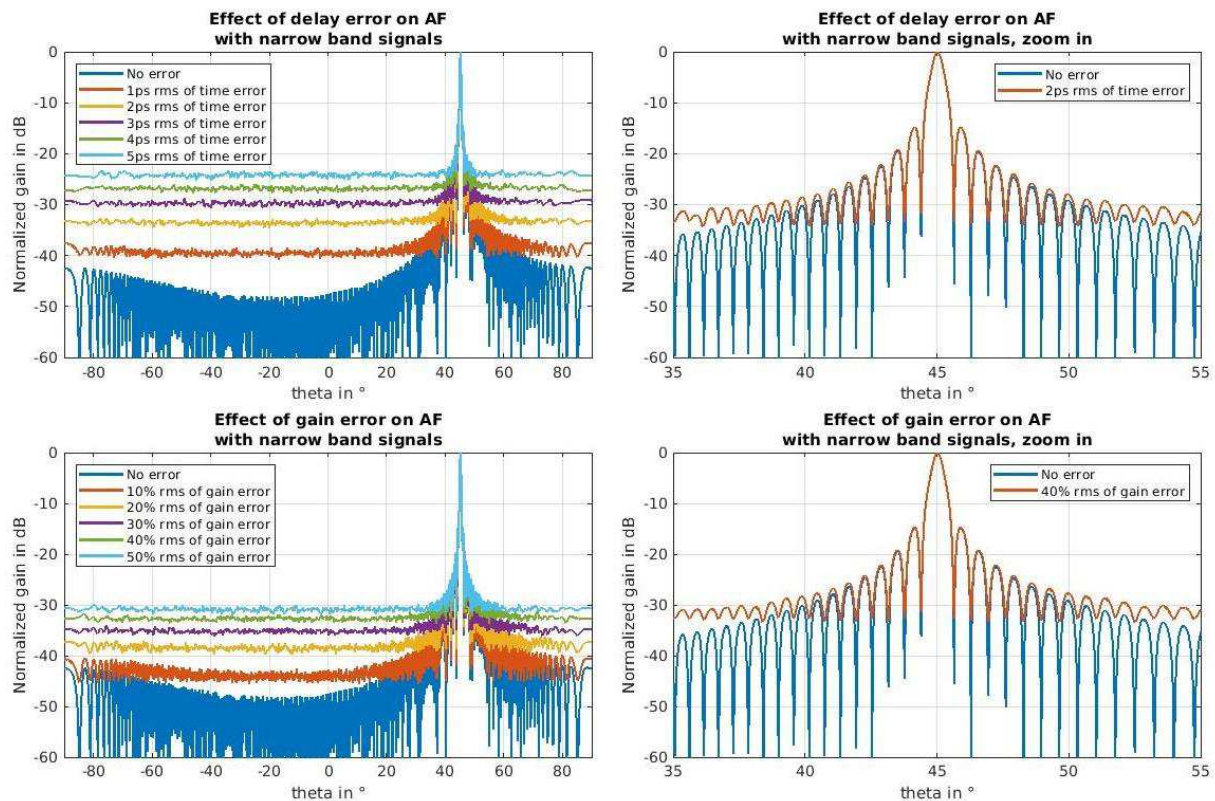 Effect of delay error on AF
with narrow band signals
Normalized gain in dB
0
-10
-20
-30
-40
-50
-60
No error
1ps rms of time error
2ps rms of time error
3ps rms of time error
4ps rms of time error
5ps rms of time error
-80 -60 -40 -20 0 20 40 60 80
theta in °
Effect of delay error on AF
with narrow band signals, zoom in
Normalized gain in dB
0
-10
-20
-30
-40
-50
-60
No error
2ps rms of time error
35 40 45 50 55
theta in °
Effect of gain error on AF
with narrow band signals
Normalized gain in dB
0
-10
-20
-30
-40
-50
-60
No error
10% rms of gain error
20% rms of gain error
30% rms of gain error
40% rms of gain error
50% rms of gain error
-80 -60 -40 -20 0 20 40 60 80
theta in °
Effect of gain error on AF
with narrow band signals, zoom in
Normalized gain in dB
0
-10
-20
-30
-40
-50
-60
No error
40% rms of gain error
35 40 45 50 55
theta in °